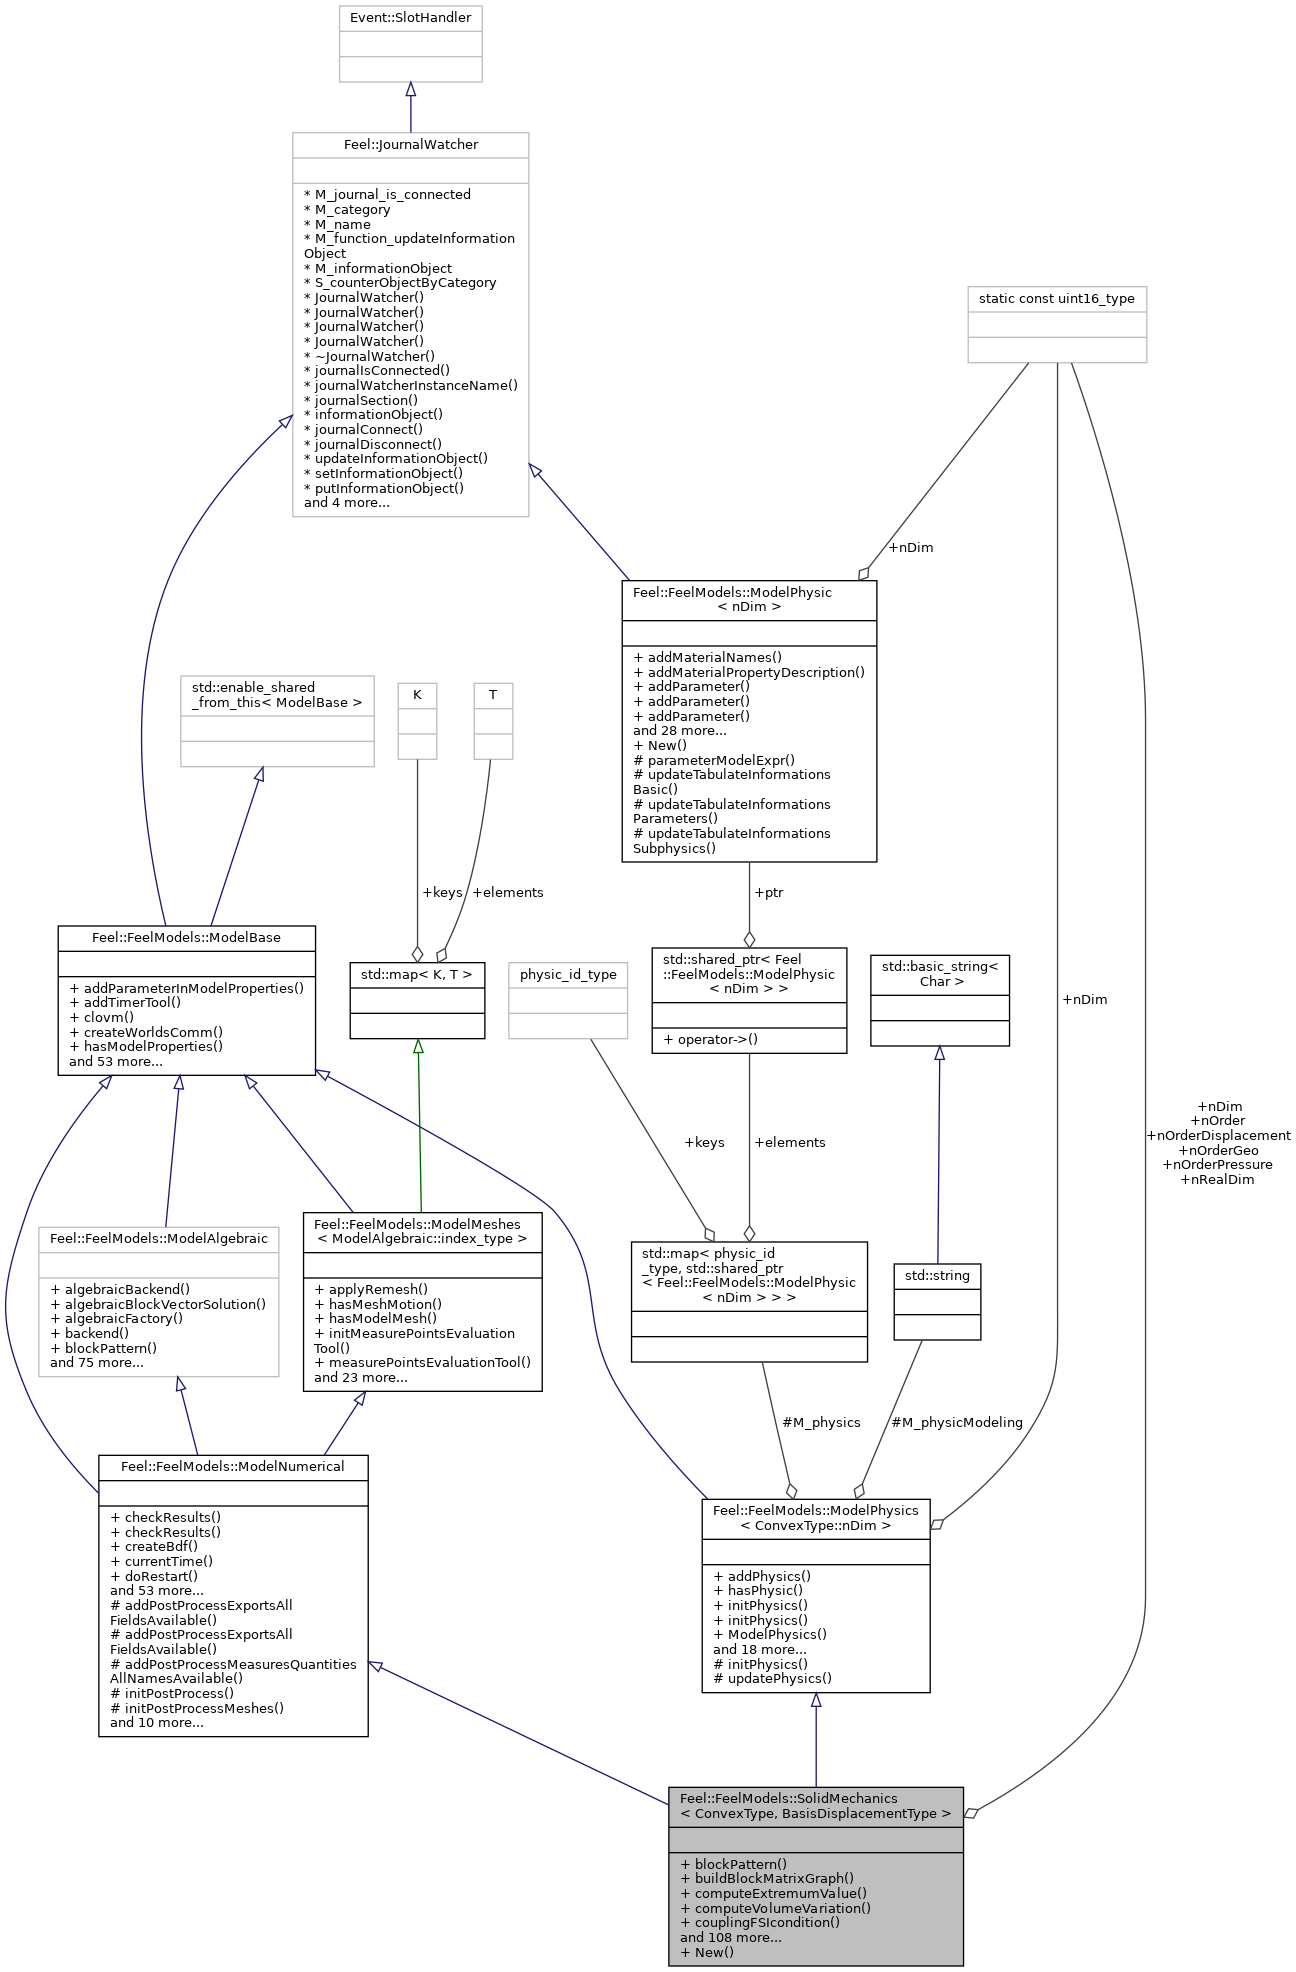 Event::SlotHandler
Feel::JournalWatcher
* M_journal_is_connected
* M_category
* M_name
* M_function_updateInformation
Object
* M_informationObject
* S_counterObjectByCategory
* JournalWatcher()
* JournalWatcher()
* JournalWatcher()
* JournalWatcher()
* ~JournalWatcher()
* journalIsConnected()
* journalWatcherInstanceName()
* journalSection()
* informationObject()
* journalConnect()
* journalDisconnect()
* updateInformationObject()
* setInformationObject()
* putInformationObject()
and 4 more...
static const uint16_type
+nDim
Feel::FeelModels::ModelPhysic
< nDim >
+ addMaterialNames()
+ addMaterialPropertyDescription()
+ addParameter()
+ addParameter()
+ addParameter()
and 28 more...
+ New()
# parameterModelExpr()
# updateTabulateInformations
Basic()
# updateTabulateInformations
Parameters()
# updateTabulateInformations
Subphysics()
std::enable_shared
_from_this< ModelBase >
K
T
+keys
+elements
+ptr
Feel::FeelModels::ModelBase
+ addParameterInModelProperties()
+ addTimerTool()
+ clovm()
+ createWorldsComm()
+ hasModelProperties()
and 53 more...
std::map< K, T >
physic_id_type
std::shared_ptr< Feel
::FeelModels::ModelPhysic
< nDim > >
+ operator->()
std::basic_string<
Char >
+nDim
+keys
+elements
+nDim
+nOrder
+nOrderDisplacement
+nOrderGeo
+nOrderPressure
+nRealDim
Feel::FeelModels::ModelAlgebraic
+ algebraicBackend()
+ algebraicBlockVectorSolution()
+ algebraicFactory()
+ backend()
+ blockPattern()
and 75 more...
Feel::FeelModels::ModelMeshes
< ModelAlgebraic::index_type >
+ applyRemesh()
+ hasMeshMotion()
+ hasModelMesh()
+ initMeasurePointsEvaluation
Tool()
+ measurePointsEvaluationTool()
and 23 more...
std::map< physic_id
_type, std::shared_ptr
< Feel::FeelModels::ModelPhysic
< nDim > > >
std::string
#M_physics
#M_physicModeling
Feel::FeelModels::ModelNumerical
+ checkResults()
+ checkResults()
+ createBdf()
+ currentTime()
+ doRestart()
and 53 more...
# addPostProcessExportsAll
FieldsAvailable()
# addPostProcessExportsAll
FieldsAvailable()
# addPostProcessMeasuresQuantities
AllNamesAvailable()
# initPostProcess()
# initPostProcessMeshes()
and 10 more...
Feel::FeelModels::ModelPhysics
< ConvexType::nDim >
+ addPhysics()
+ hasPhysic()
+ initPhysics()
+ initPhysics()
+ ModelPhysics()
and 18 more...
# initPhysics()
# updatePhysics()
Feel::FeelModels::SolidMechanics
< ConvexType, BasisDisplacementType >
+ blockPattern()
+ buildBlockMatrixGraph()
+ computeExtremumValue()
+ computeVolumeVariation()
+ couplingFSIcondition()
and 108 more...
+ New()